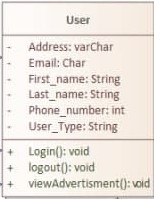 User
- Address: varChar
- Email: Char
- First_name: String
- Last_name: String
- Phone_number: int
- User_Type: String
+ Login(): void
+ logout(): void
+ viewAdvertisment(): void